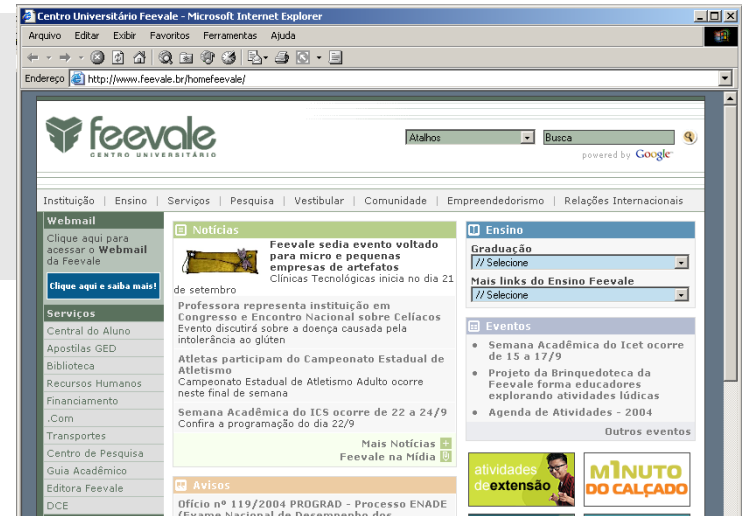 Centro Universitário Feevale - Microsoft Internet Explorer
Arquivo Editar Exibir Favoritos Ferramentas Ajuda
Endereço http://www.feevale.br/homefeevale/
feevale
CENTRO UNIVERSITÁRIO
Atalhos
Busca
powered by Google
Instituição | Ensino | Serviços | Pesquisa | Vestibular | Comunidade | Empreendedorismo | Relações Internacionais
Webmail
Clique aqui para
acessar o Webmail
da Feevale
Clique aqui e saiba mais!
Serviços
Central do Aluno
Apostilas GED
Biblioteca
Recursos Humanos
Financiamento
.Com
Transportes
Centro de Pesquisa
Guia Acadêmico
Editora Feevale
DCE
Notícias
Feevale sedia evento voltado
para micro e pequenas
empresas de artefatos
Clínicas Tecnológicas inicia no dia 21
de setembro
Professora representa instituição em
Congresso e Encontro Nacional sobre Celíacos
Evento discutirá sobre a doença causada pela
intolerância ao glúten
Atletas participam do Campeonato Estadual de
Atletismo
Campeonato Estadual de Atletismo Adulto ocorre
neste final de semana
Semana Acadêmica do ICS ocorre de 22 a 24/9
Confira a programação do dia 22/9
Mais Notícias
Feevale na Mídia
Avisos
Ofício nº 119/2004 PROGRAD - Processo ENADE
(Exame Nacional de Desempenho dos
Ensino
Graduação
// Selecione
Mais links do Ensino Feevale
// Selecione
Eventos
• Semana Acadêmica do Icet ocorre
de 15 a 17/9
• Projeto da Brinquedoteca da
Feevale forma educadores
explorando atividades lúdicas
• Agenda de Atividades - 2004
Outros eventos
atividades
deextensão
M1NUTO
DO CALÇADO